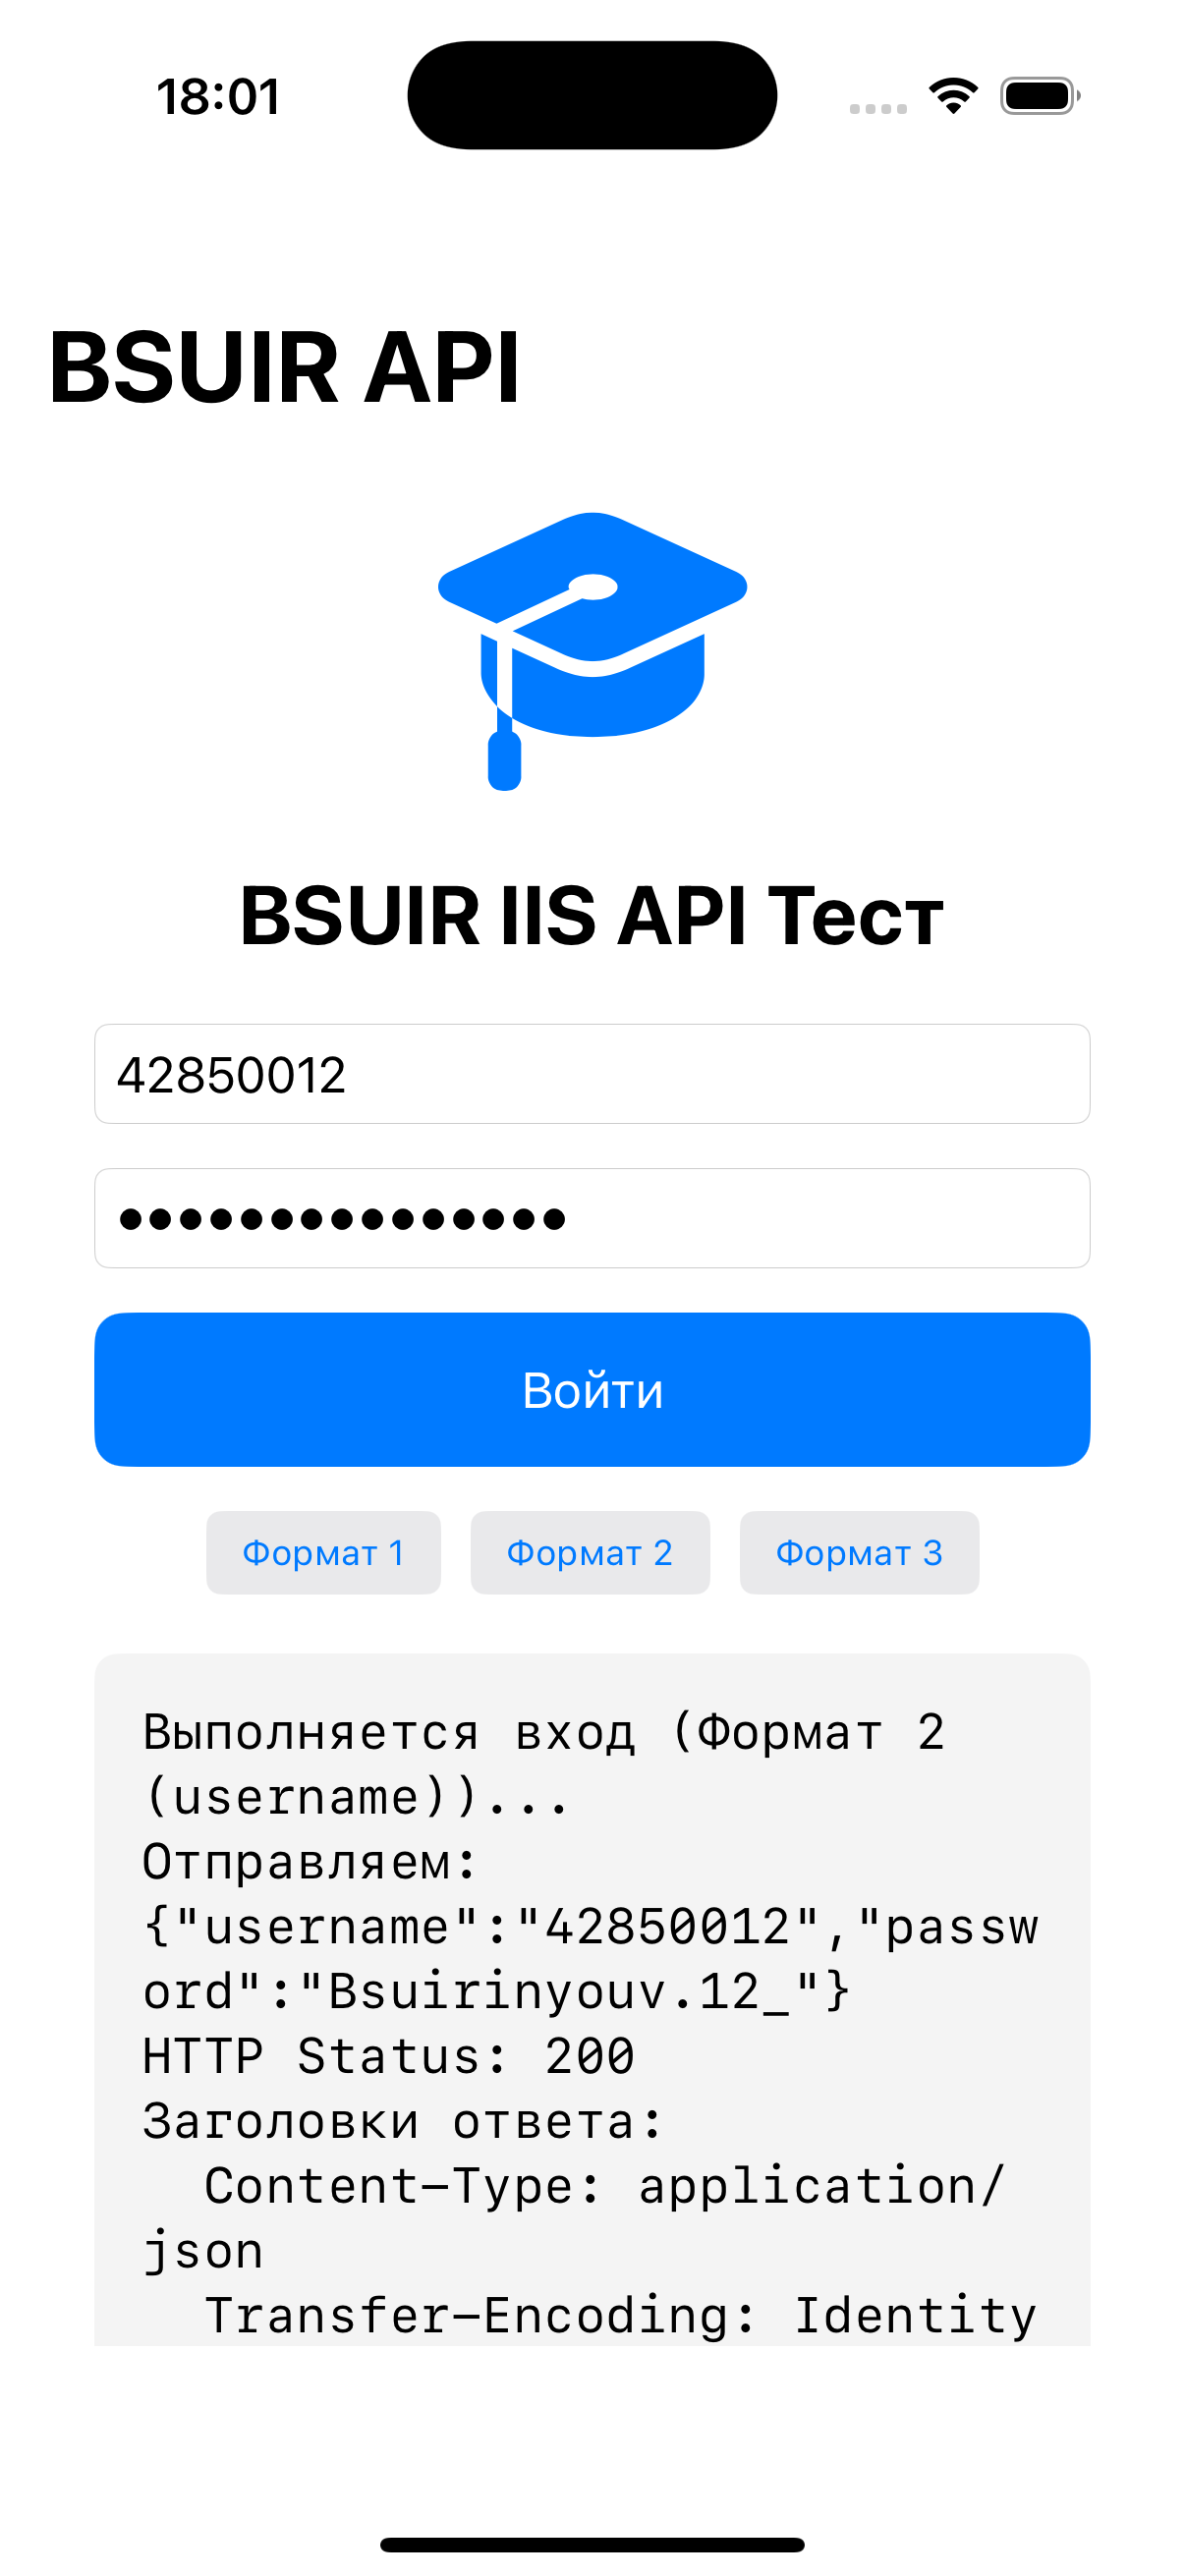 18:01
BSUIR API
BSUIR IIS API Тест
42850012
•••••••••••••••
Войти
Формат 1 Формат 2 Формат 3
Выполняется вход (Формат 2
(username))...
Отправляем:
{"username":"42850012","passw
ord":"Bsuirinyouv.12_"}
HTTP Status: 200
Заголовки ответа:
  Content-Type: application/
json
  Transfer-Encoding: Identity